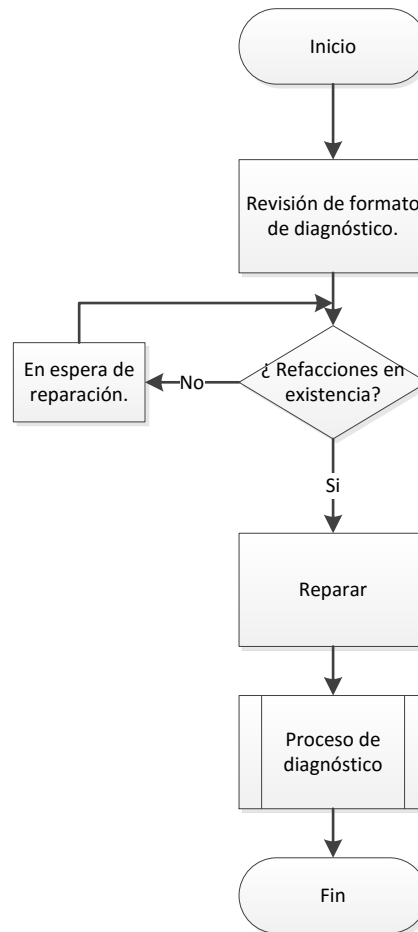 Inicio
Revisión de formato
de diagnóstico.
¿ Refacciones en
existencia?
No
En espera de
reparación.
Si
Reparar
Proceso de
diagnóstico
Fin